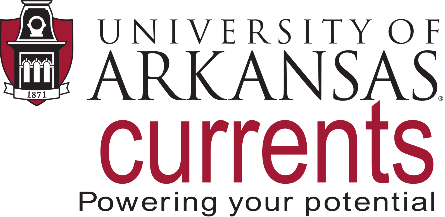 UNIVERSITY OF
ARKANSAS®
1871
currents
Powering your potential